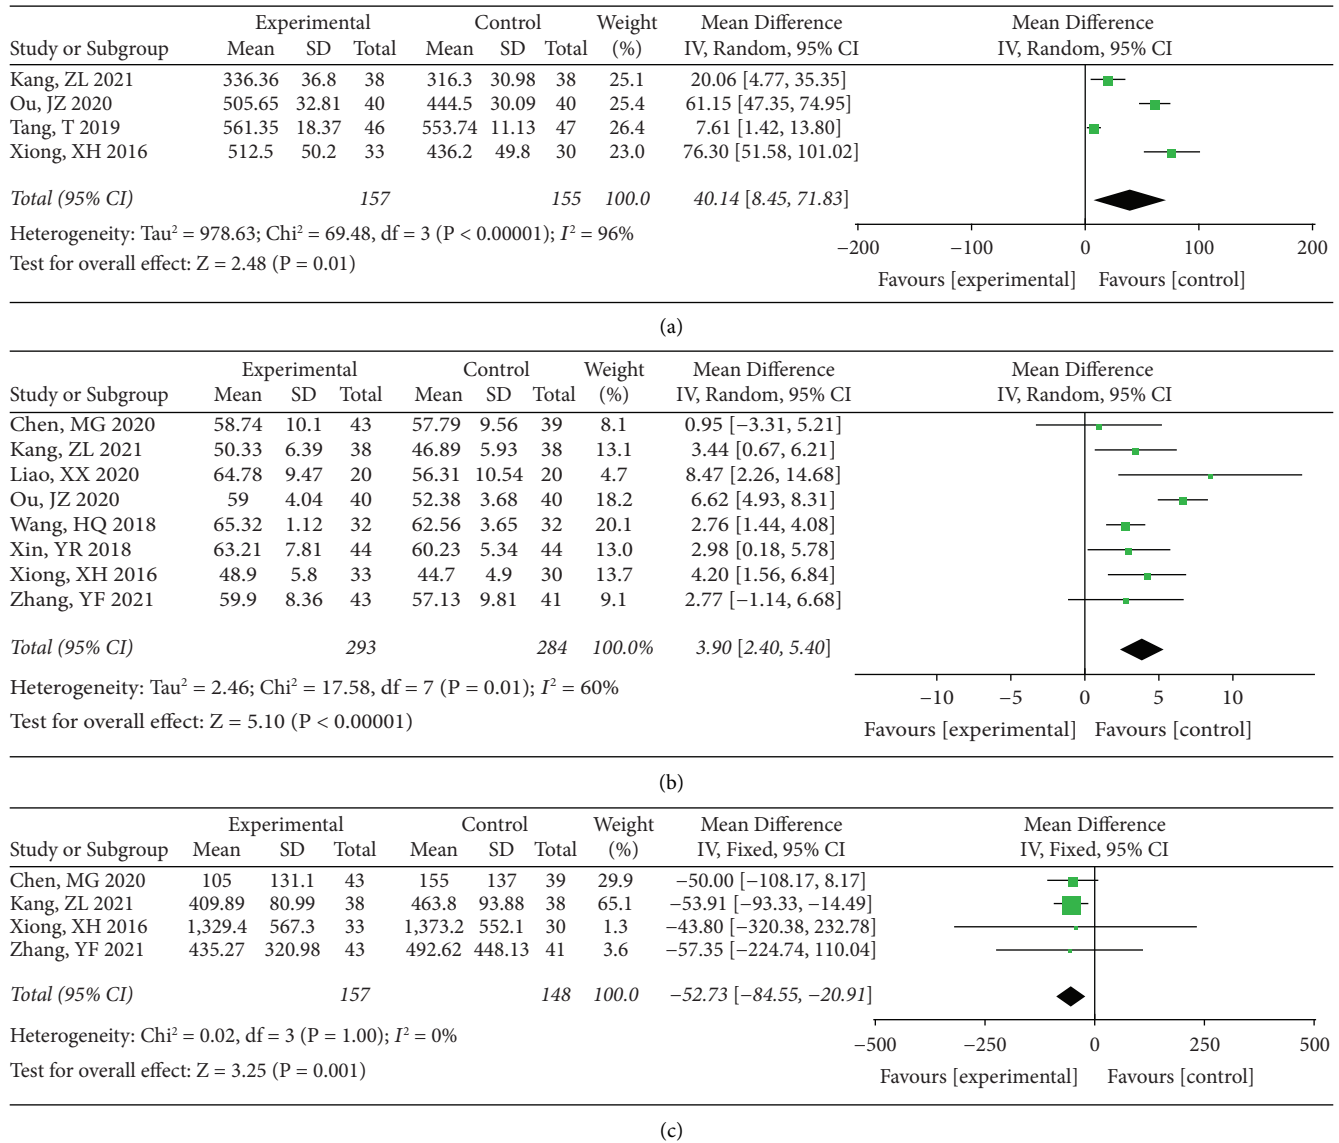 Experimental Control Weight Mean Difference Mean Difference
Study or Subgroup Mean SD Total Mean SD Total (%) IV, Random, 95% CI IV, Random, 95% CI
Kang, ZL 2021 336.36 36.8 38 316.3 30.98 38 25.1 20.06 [4.77, 35.35]
Ou, JZ 2020 505.65 32.81 40 444.5 30.09 40 25.4 61.15 [47.35, 74.95]
Tang, T 2019 561.35 18.37 46 553.74 11.13 47 26.4 7.61 [1.42, 13.80]
Xiong, XH 2016 512.5 50.2 33 436.2 49.8 30 23.0 76.30 [51.58, 101.02]
Total (95% CI) 157 155 100.0 40.14 [8.45, 71.83]
Heterogeneity: Tau² = 978.63; Chi² = 69.48, df = 3 (P < 0.00001); I² = 96%
−200 −100 0 100 200
Test for overall effect: Z = 2.48 (P = 0.01)
Favours [experimental] Favours [control]
(a)
Experimental Control Weight Mean Difference Mean Difference
Study or Subgroup Mean SD Total Mean SD Total (%) IV, Random, 95% CI IV, Random, 95% CI
Chen, MG 2020 58.74 10.1 43 57.79 9.56 39 8.1 0.95 [−3.31, 5.21]
Kang, ZL 2021 50.33 6.39 38 46.89 5.93 38 13.1 3.44 [0.67, 6.21]
Liao, XX 2020 64.78 9.47 20 56.31 10.54 20 4.7 8.47 [2.26, 14.68]
Ou, JZ 2020 59 4.04 40 52.38 3.68 40 18.2 6.62 [4.93, 8.31]
Wang, HQ 2018 65.32 1.12 32 62.56 3.65 32 20.1 2.76 [1.44, 4.08]
Xin, YR 2018 63.21 7.81 44 60.23 5.34 44 13.0 2.98 [0.18, 5.78]
Xiong, XH 2016 48.9 5.8 33 44.7 4.9 30 13.7 4.20 [1.56, 6.84]
Zhang, YF 2021 59.9 8.36 43 57.13 9.81 41 9.1 2.77 [−1.14, 6.68]
Total (95% CI) 293 284 100.0% 3.90 [2.40, 5.40]
Heterogeneity: Tau² = 2.46; Chi² = 17.58, df = 7 (P = 0.01); I² = 60%
−10 −5 0 5 10
Test for overall effect: Z = 5.10 (P < 0.00001)
Favours [experimental] Favours [control]
(b)
Experimental Control Weight Mean Difference Mean Difference
Study or Subgroup Mean SD Total Mean SD Total (%) IV, Fixed, 95% CI IV, Fixed, 95% CI
Chen, MG 2020 105 131.1 43 155 137 39 29.9 −50.00 [−108.17, 8.17]
Kang, ZL 2021 409.89 80.99 38 463.8 93.88 38 65.1 −53.91 [−93.33, −14.49]
Xiong, XH 2016 1,329.4 567.3 33 1,373.2 552.1 30 1.3 −43.80 [−320.38, 232.78]
Zhang, YF 2021 435.27 320.98 43 492.62 448.13 41 3.6 −57.35 [−224.74, 110.04]
Total (95% CI) 157 148 100.0 −52.73 [−84.55, −20.91]
Heterogeneity: Chi² = 0.02, df = 3 (P = 1.00); I² = 0%
−500 −250 0 250 500
Test for overall effect: Z = 3.25 (P = 0.001)
Favours [experimental] Favours [control]
(c)